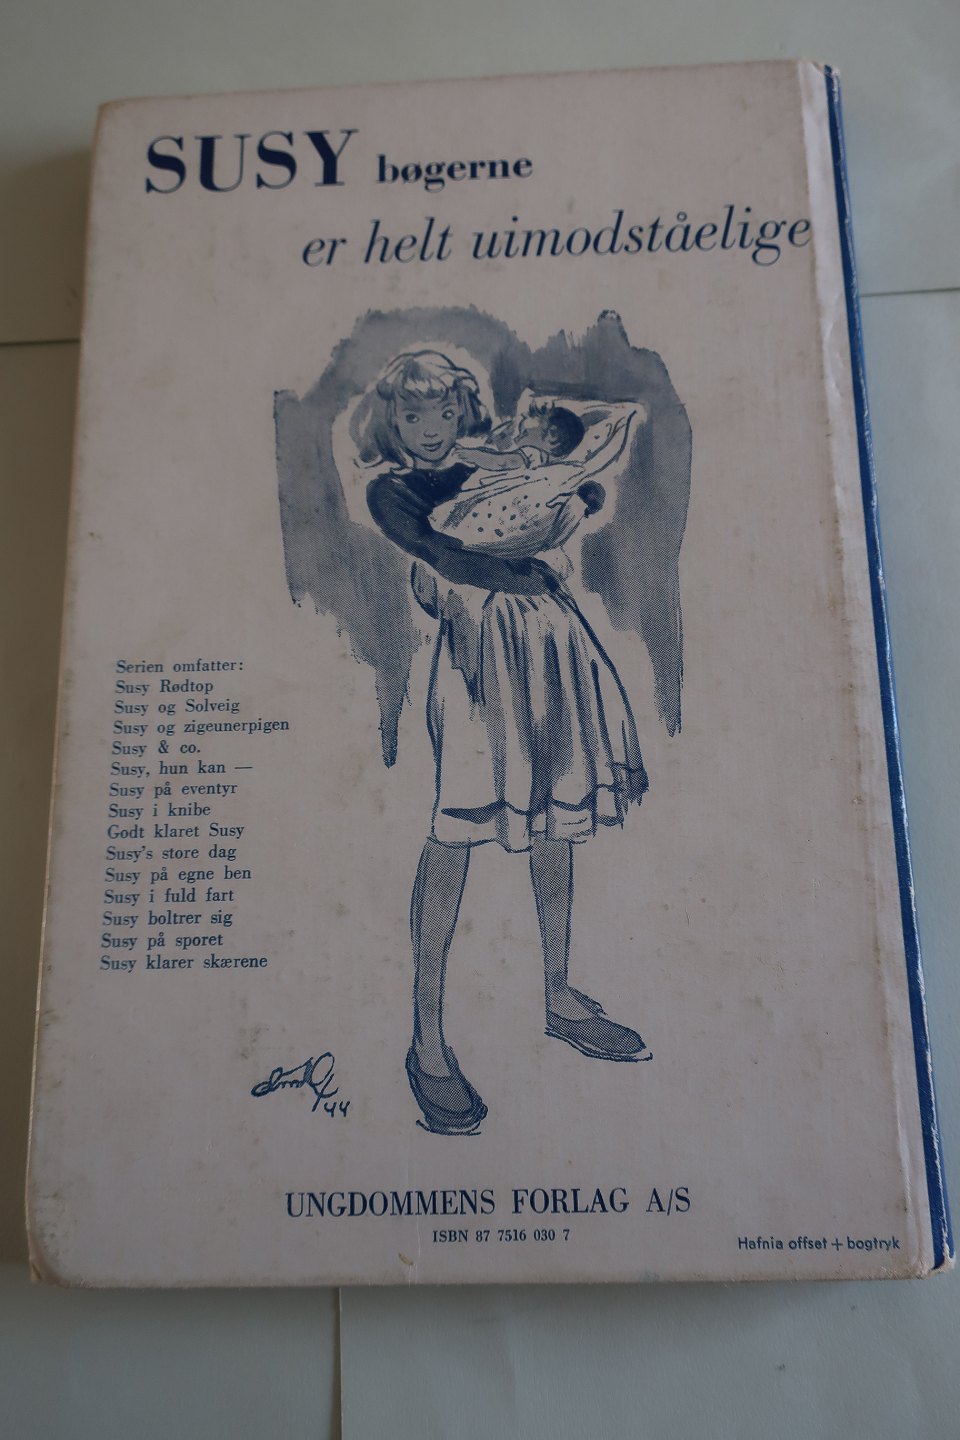 SUSY bøgerne
er helt uimodståelige
Serien omfatter:
Susy Rødtop
Susy og Solveig
Susy og zigeunerpigen
Susy & co.
Susy, hun kan —
Susy på eventyr
Susy i knibe
Godt klaret Susy
Susy's store dag
Susy på egne ben
Susy i fuld fart
Susy boltrer sig
Susy på sporet
Susy klarer skærene
44
UNGDOMMENS FORLAG A/S
ISBN 87 7516 030 7
Hafnia offset + bogtryk